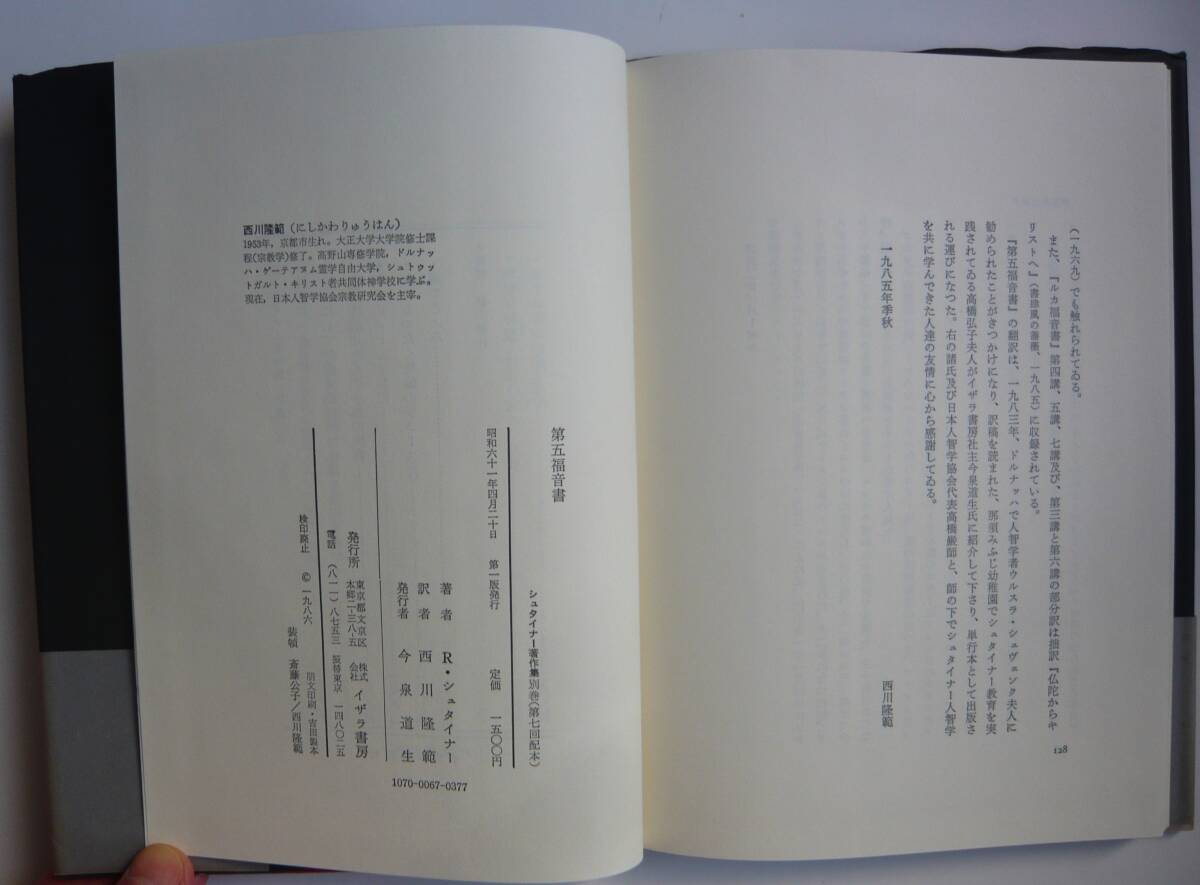 (一九六九)でも触れられてゐる。
また、『ルカ福音書』第四講、五講、七講及び、第三講と第六講の部分訳は拙訳『仏陀からキ
リストへ』(書肆風の薔薇、一九八五)に収録されている。
『第五福音書』の翻訳は、一九八三年、ドルナッハで人智学者ウルスラ・シュヴェンク夫人に
勧められたことがきつかけになり、訳稿を読まれた、那須みふじ幼稚園でシュタイナー教育を実
践されてゐる高橋弘子夫人がイザラ書房社主今泉道生氏に紹介して下さり、単行本として出版さ
れる運びになつた。右の諸氏及び日本人智学協会代表高橋巖師と、師の下でシュタイナー人智学
を共に学んできた人達の友情に心から感謝してゐる。
一九八五年季秋
西川隆範
128
西川隆範(にしかわりゅうはん)
1953年,京都市生れ。大正大学大学院修士課
程(宗教学)修了。高野山専修学院,ドルナッ
ハ・ゲーテアヌム霊学自由大学,シュトゥッ
トガルト・キリスト者共同体神学校に学ぶ。
現在,日本人智学協会宗教研究会を主宰。
第五福音書
シュタイナー著作集別巻(第七回配本)
昭和六十一年四月二十日 第一版発行 定価 一五〇〇円
著者 R・シュタイナー
訳者 西川隆範
発行者 今泉道生
発行所 東京都文京区本郷二-三八-五 株式会社 イザラ書房
電話(八一一)八七五三 振替東京 一四八〇二五
朋文印刷・吉田製本
検印廃止 © 一九八六 装幀 斎藤公子/西川隆範
1070-0067-0377